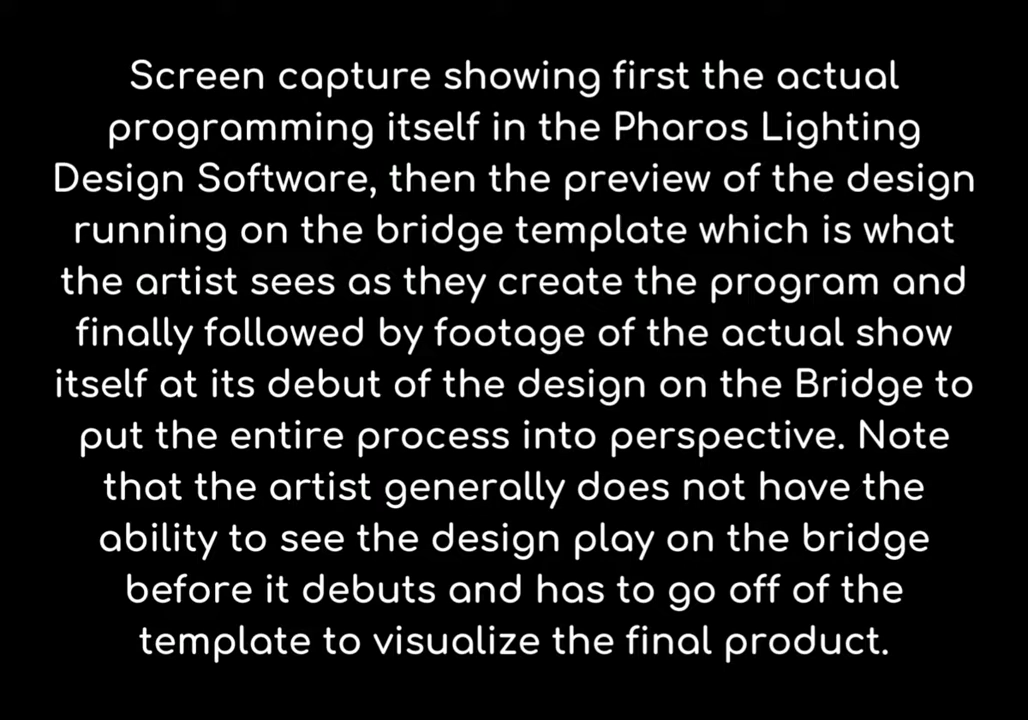 Screen capture showing first the actual
programming itself in the Pharos Lighting
Design Software, then the preview of the design
running on the bridge template which is what
the artist sees as they create the program and
finally followed by footage of the actual show
itself at its debut of the design on the Bridge to
put the entire process into perspective. Note
that the artist generally does not have the
ability to see the design play on the bridge
before it debuts and has to go off of the
template to visualize the final product.